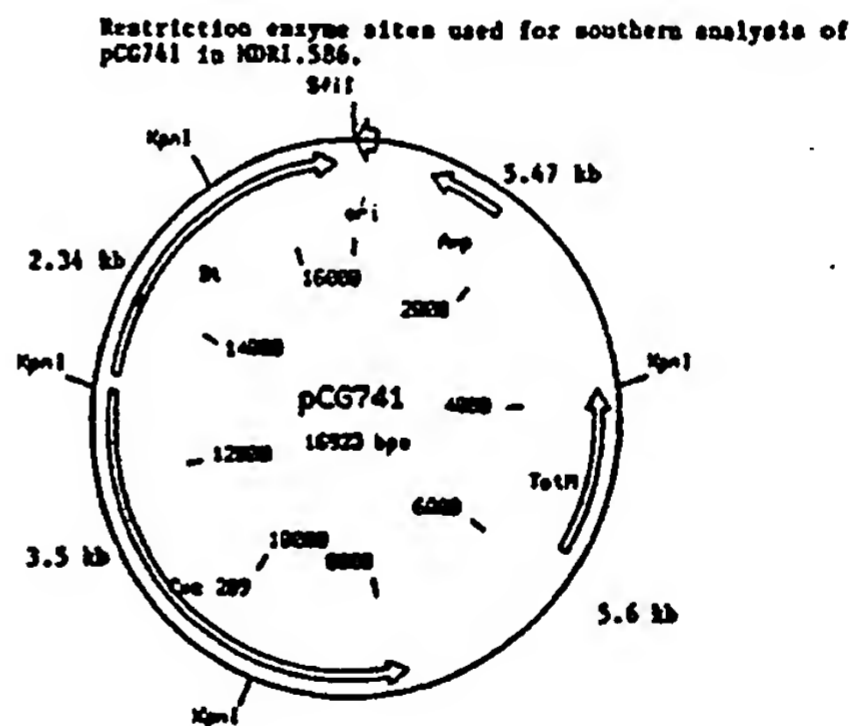 Restriction enzyme sites used for southern analysis of
pCG741 in MDRI.586.
SfiI
KpnI
5.47 kb
ori
Amp
2.34 kb
Bt
16000
2000
14000
KpnI
KpnI
pCG741
4000
16923 bps
12000
TetM
6000
10000
8000
3.5 kb
289
5.6 kb
KpnI